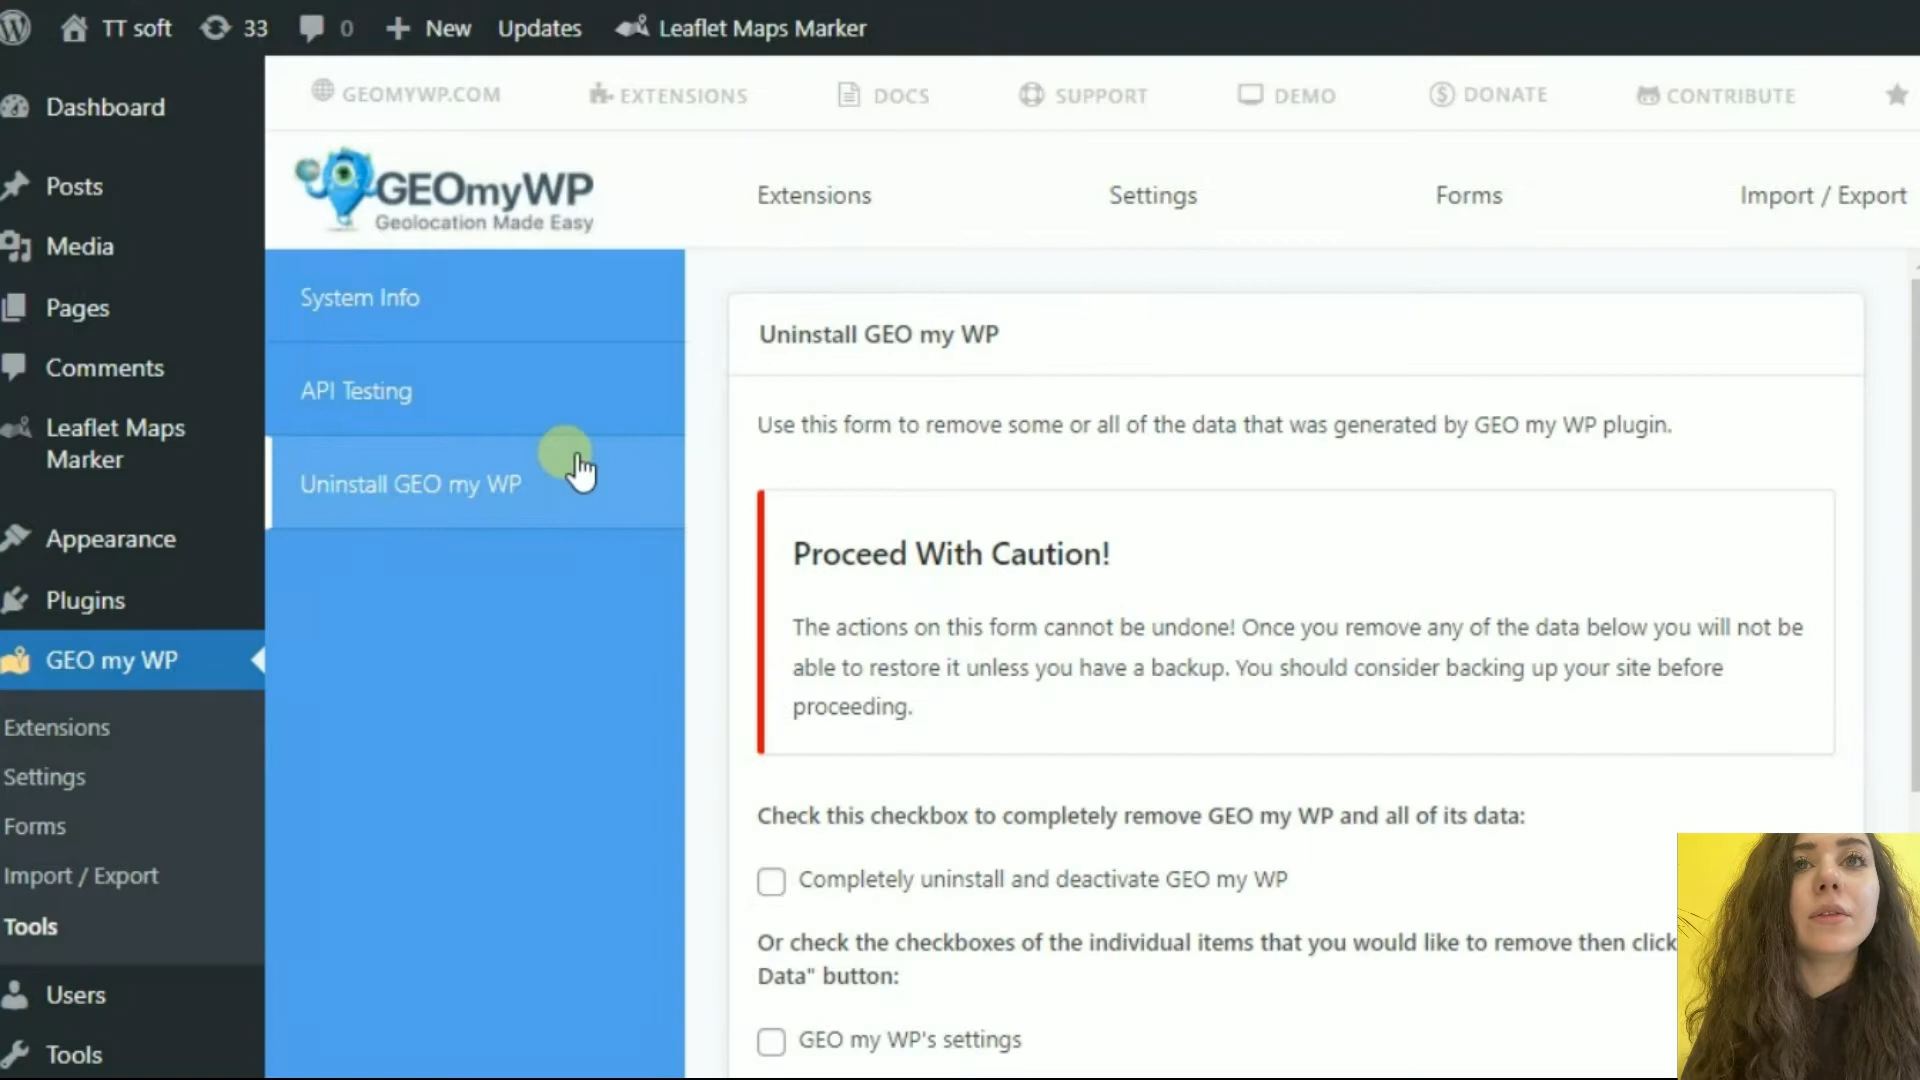 TT soft 33 0 New Updates Leaflet Maps Marker
GEOMYWP.COM EXTENSIONS DOCS SUPPORT DEMO DONATE CONTRIBUTE
GEOmyWP
Geolocation Made Easy
Extensions Settings Forms Import / Export
Dashboard
Posts
Media
Pages
Comments
Leaflet Maps
Marker
Appearance
Plugins
GEO my WP
Extensions
Settings
Forms
Import / Export
Tools
Users
Tools
System Info
API Testing
Uninstall GEO my WP
Uninstall GEO my WP
Use this form to remove some or all of the data that was generated by GEO my WP plugin.
Proceed With Caution!
The actions on this form cannot be undone! Once you remove any of the data below you will not be
able to restore it unless you have a backup. You should consider backing up your site before
proceeding.
Check this checkbox to completely remove GEO my WP and all of its data:
Completely uninstall and deactivate GEO my WP
Or check the checkboxes of the individual items that you would like to remove then click
Data" button:
GEO my WP's settings